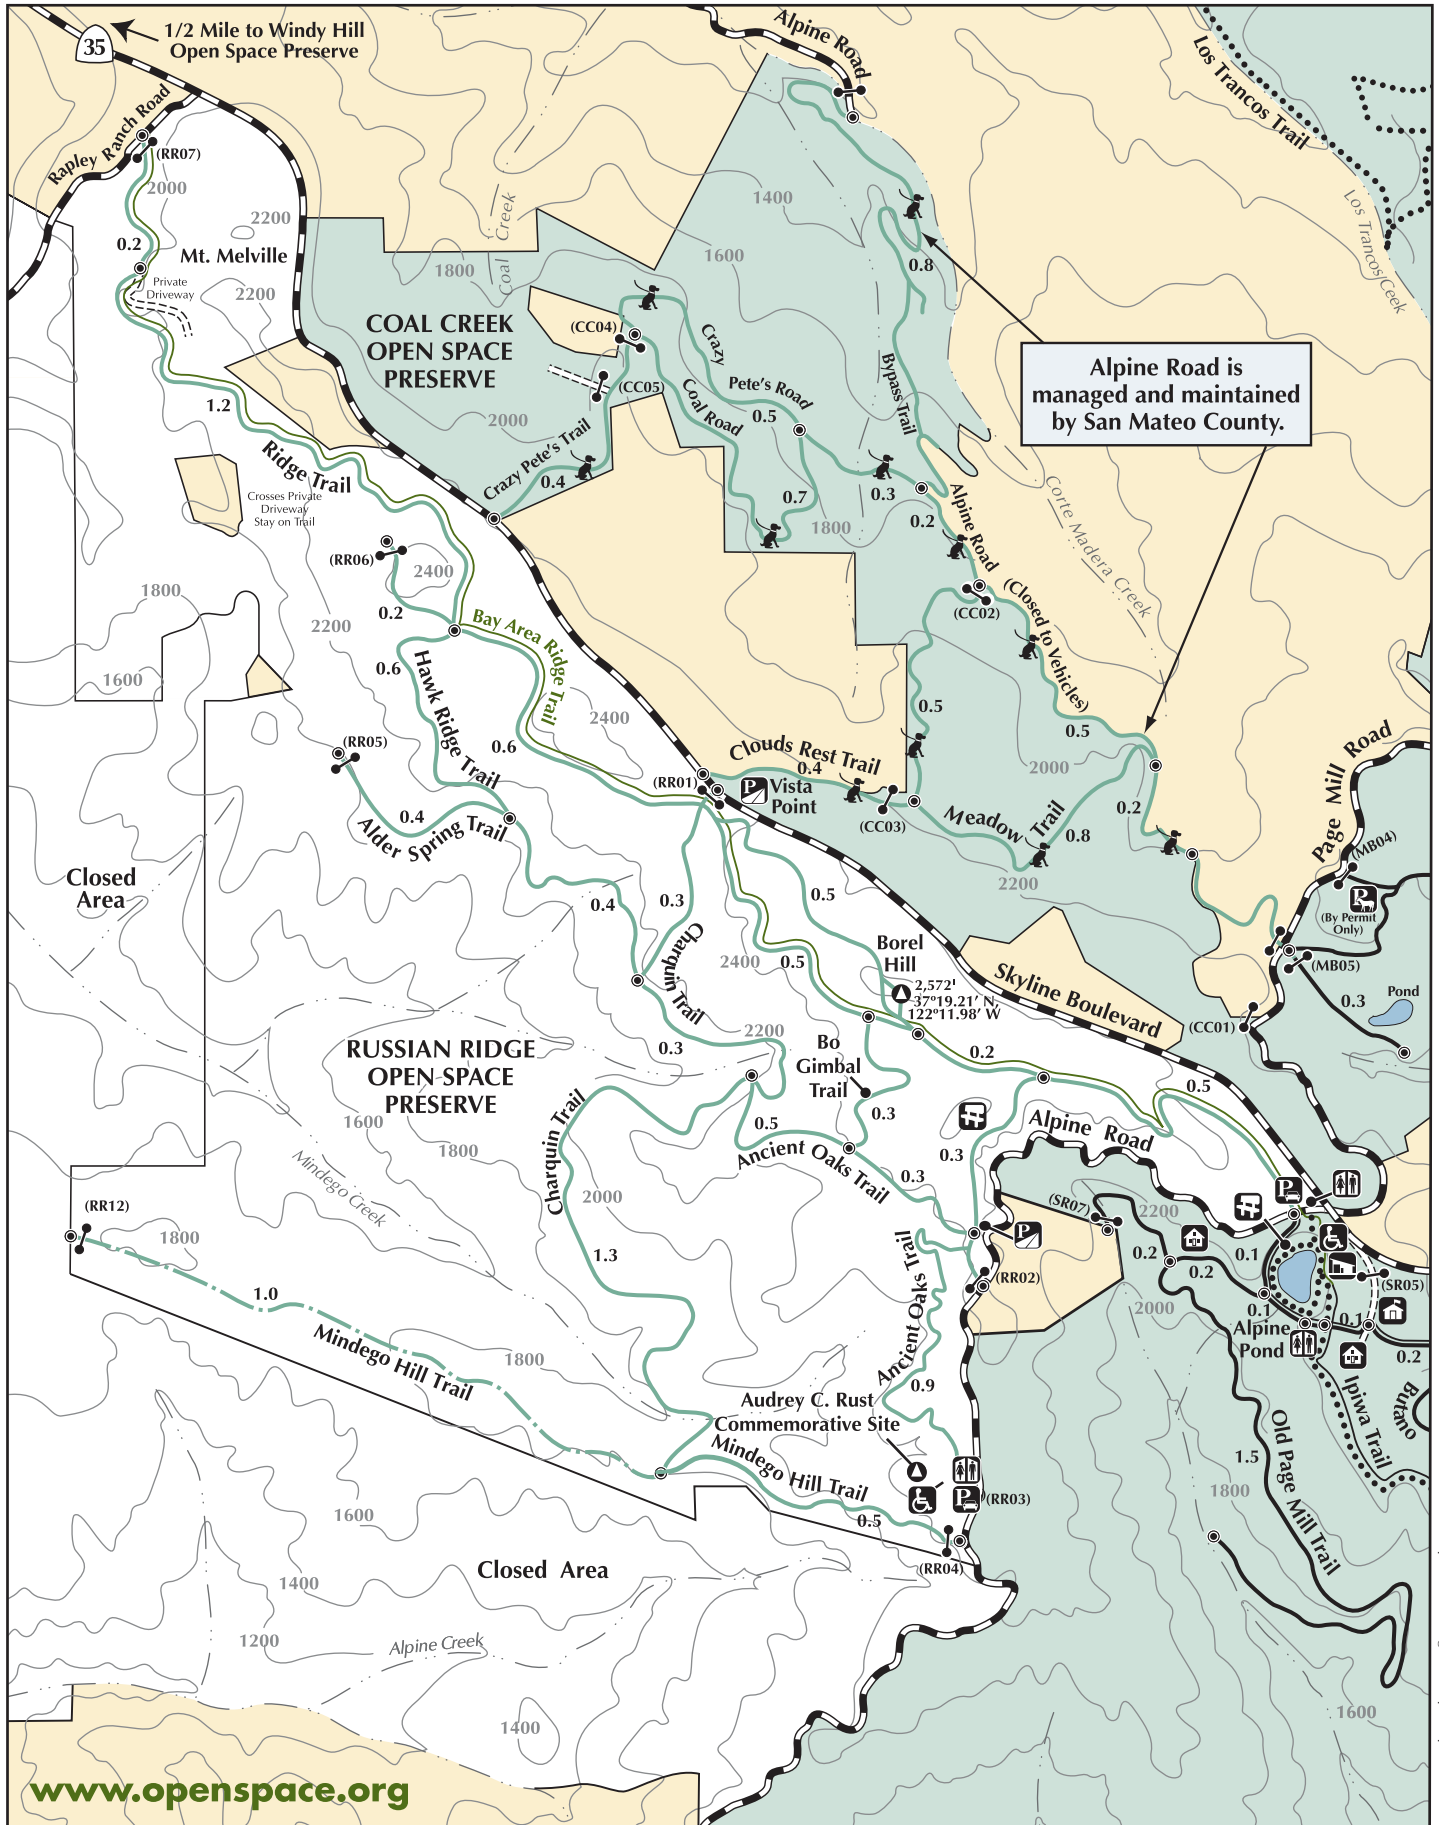 35
1/2 Mile to Windy Hill
Open Space Preserve
Alpine Road
Los Trancos Trail
Rapley Ranch Road
(RR07)
2000
2200
1400
Los Trancos Ceek
0.2
Mt. Melville
Coal Creek
1800
1600
0.8
Private
Driveway
2200
COAL CREEK
OPEN SPACE
PRESERVE
(CC04)
Crazy
Pete's Road
Bypass Trail
Alpine Road is
managed and maintained
by San Mateo County.
(CC05)
Coal Road
0.5
1.2
2000
Crazy Pete's Trail
0.4
Ridge Trail
Crosses Private
Driveway
Stay on Trail
0.7
0.3
1800
0.2
Alpine Road
Corte Madera Creek
(RR06)
2400
1800
0.2
2200
(CC02)
(Closed to Vehicles)
Bay Area Ridge Trail
0.6
Hawk Ridge Trail
1600
2400
0.5
0.5
(RR05)
0.6
Clouds Rest Trail
0.4
2000
Page Mill Road
(RR01)
P
Vista
Point
(CC03)
Meadow Trail
0.8
0.2
0.4
Alder Spring Trail
(MB04)
2200
P
(By Permit
Only)
Closed
Area
0.4
0.3
0.5
Charquin Trail
Borel
Hill
2400
0.5
2,572'
37º19.21' N,
122º11.98' W
Skyline Boulevard
(MB05)
0.3
Pond
(CC01)
2200
RUSSIAN RIDGE
OPEN SPACE
PRESERVE
0.3
Bo
Gimbal
Trail
0.2
0.5
Charquin Trail
1600
1800
0.5
0.3
Alpine Road
Ancient Oaks Trail
0.3
0.3
Mindego Creek
2000
(RR12)
1800
(SR07)
2200
P
P
0.2
0.2
0.1
(RR02)
(SR05)
1.3
Ancient Oaks Trail
1.0
2000
0.1
0.1
Alpine
Pond
0.2
Mindego Hill Trail
1800
0.9
Ipiwa Trail
Butano
Audrey C. Rust
Commemorative Site
Mindego Hill Trail
Old Page Mill Trail
1.5
1800
P
(RR03)
1600
0.5
(RR04)
Closed Area
1400
1200
Alpine Creek
1400
1600
www.openspace.org